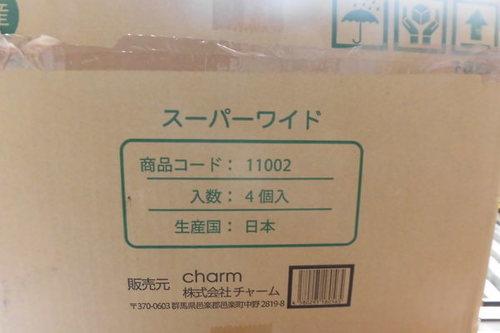 産
スーパーワイド
商品コード： 11002
入数： 4個入
生産国： 日本
販売元 charm
株式会社 チャーム
〒370-0603 群馬県邑楽郡邑楽町中野 2819-8